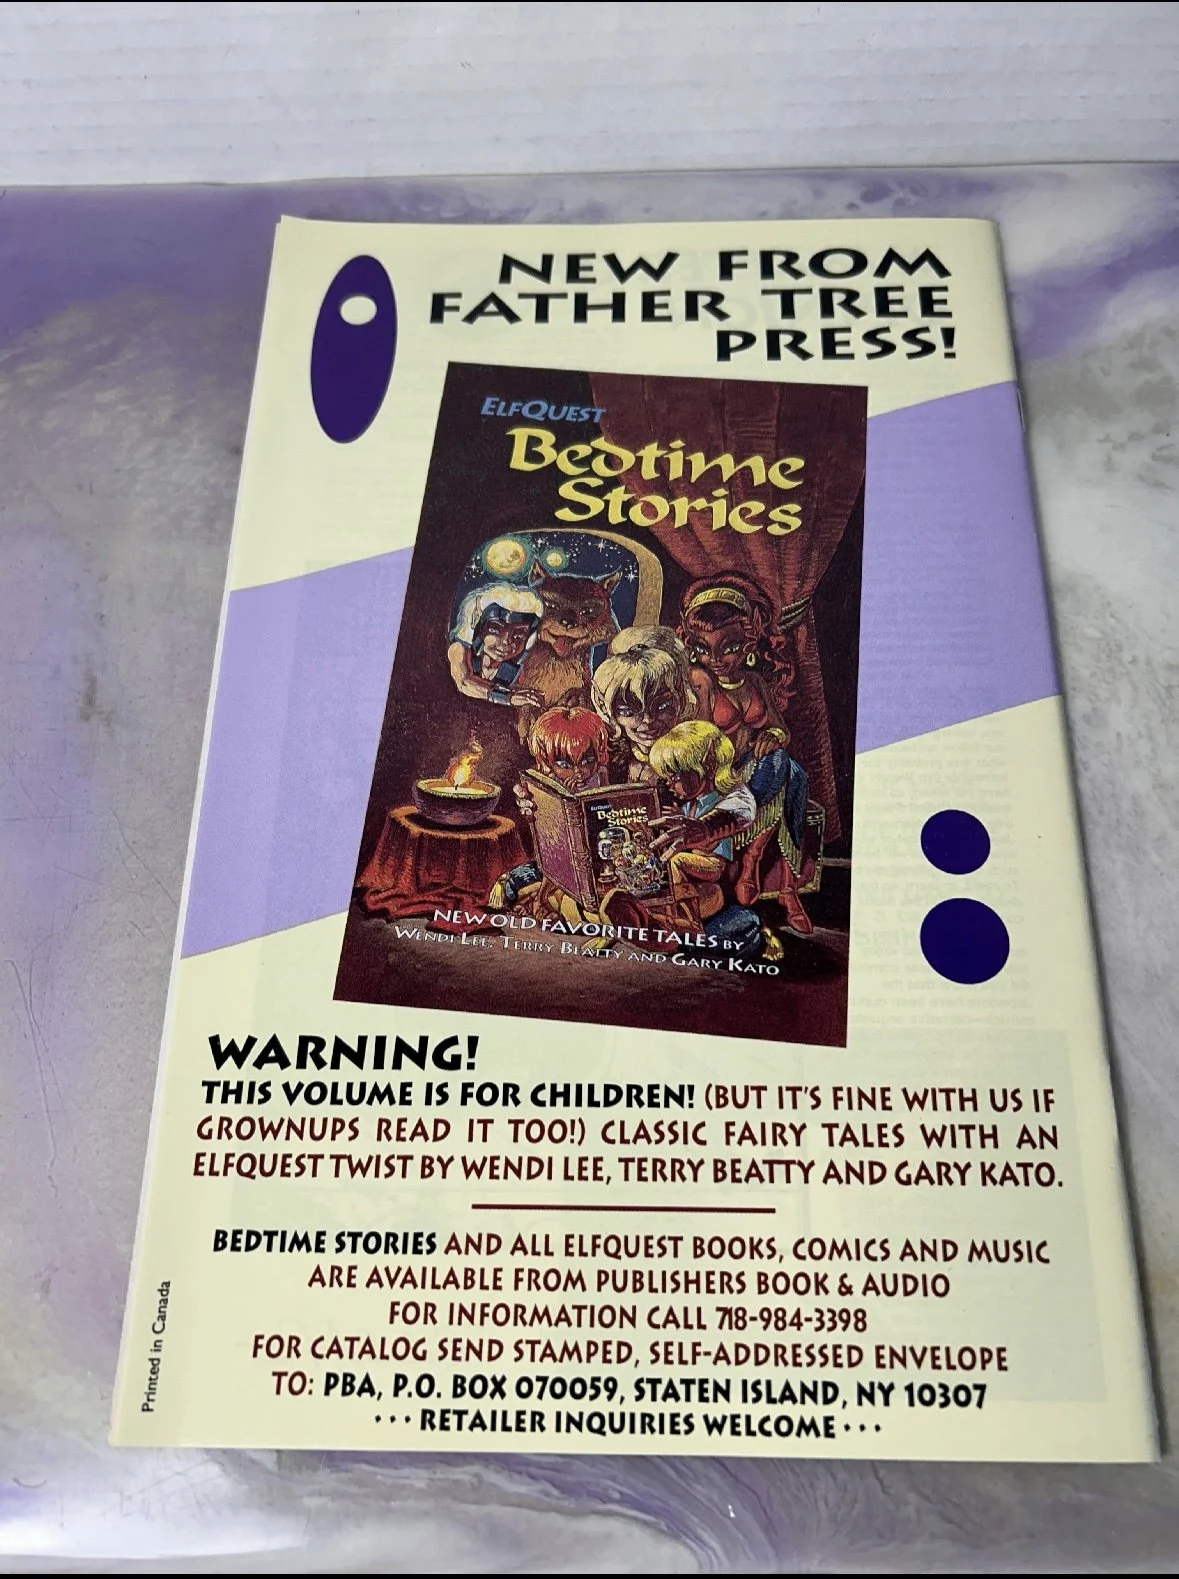 NEW FROM
FATHER TREE
PRESS!
ELFQUEST
Bedtime
Stories
ELFQUEST
Bedtime
Stories
NEW OLD FAVORITE TALES BY
WENDI LEE, TERRY BEATTY AND GARY KATO
WARNING!
THIS VOLUME IS FOR CHILDREN! (BUT IT'S FINE WITH US IF
GROWNUPS READ IT TOO!) CLASSIC FAIRY TALES WITH AN
ELFQUEST TWIST BY WENDI LEE, TERRY BEATTY AND GARY KATO.
BEDTIME STORIES AND ALL ELFQUEST BOOKS, COMICS AND MUSIC
ARE AVAILABLE FROM PUBLISHERS BOOK & AUDIO
FOR INFORMATION CALL 718-984-3398
FOR CATALOG SEND STAMPED, SELF-ADDRESSED ENVELOPE
TO: PBA, P.O. BOX 070059, STATEN ISLAND, NY 10307
••• RETAILER INQUIRIES WELCOME •••
Printed in Canada